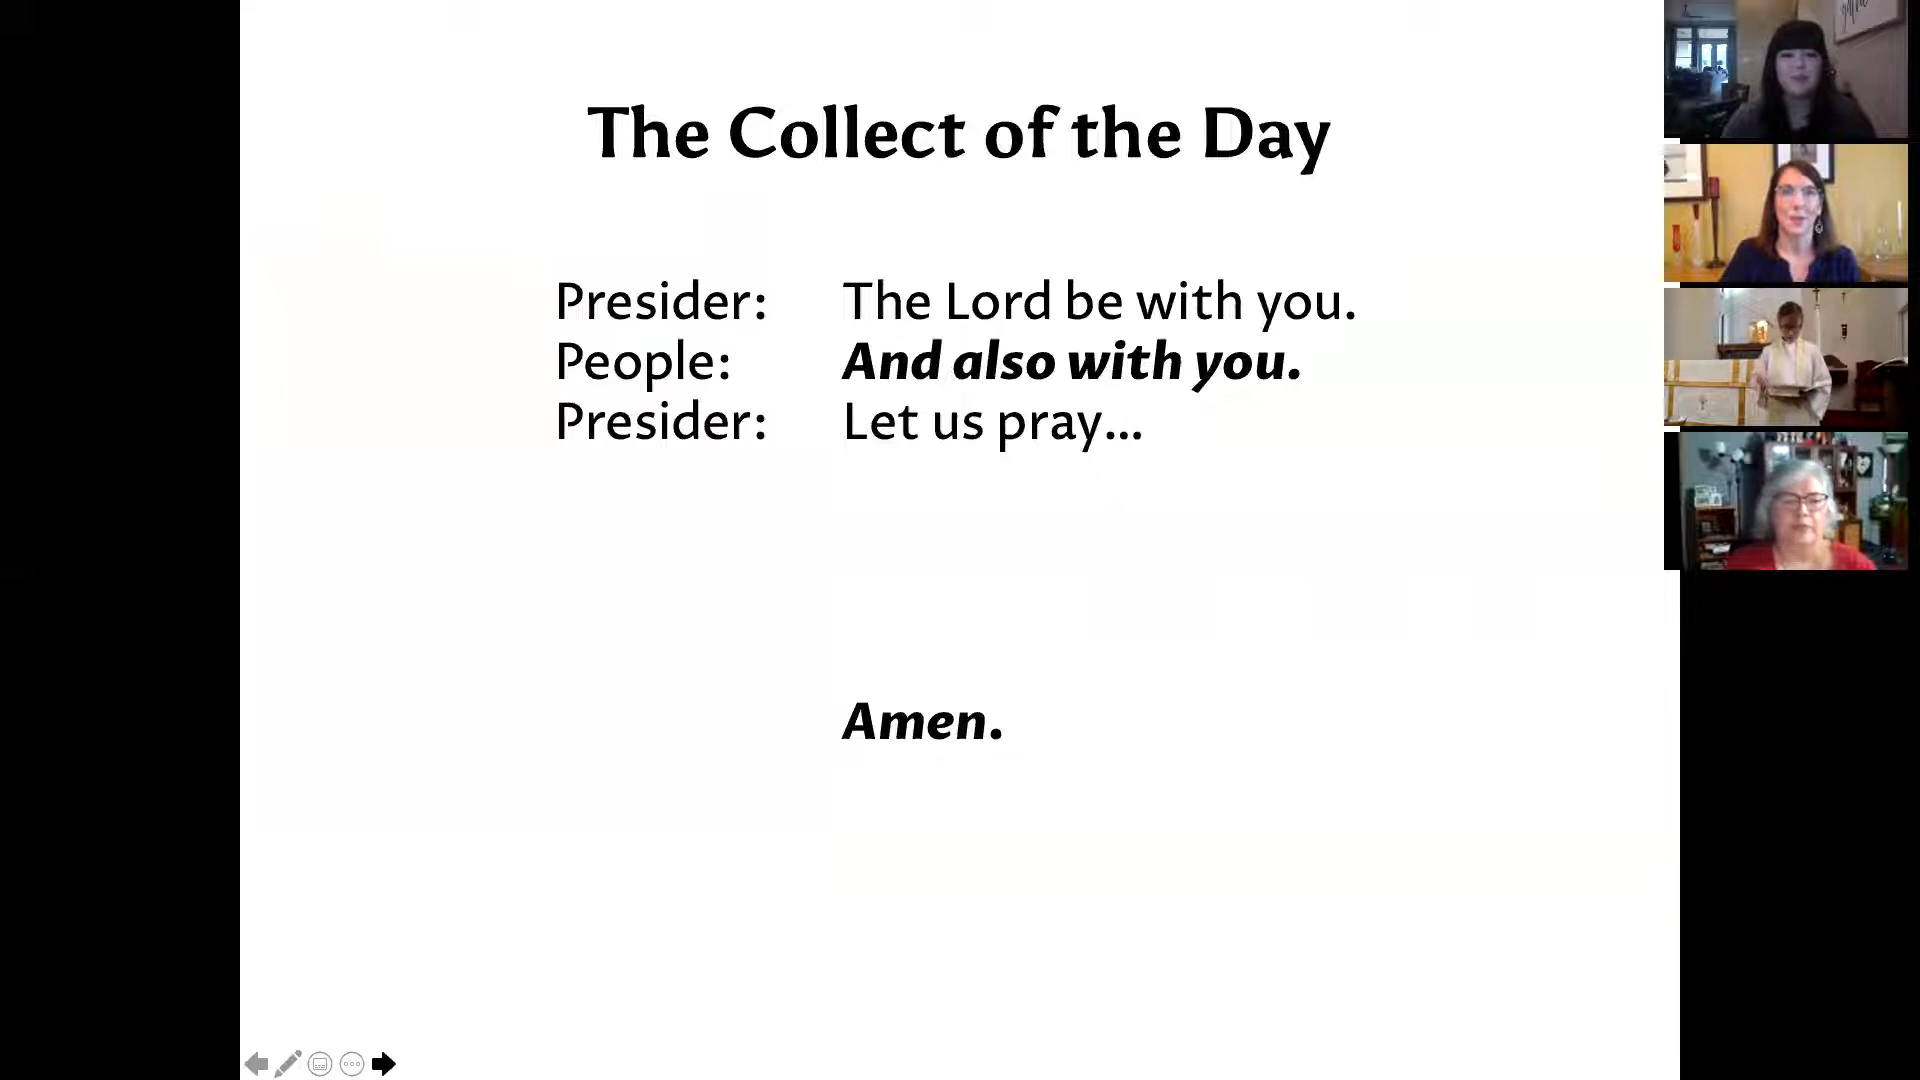 The Collect of the Day
Presider: The Lord be with you.
People: And also with you.
Presider: Let us pray...
Amen.